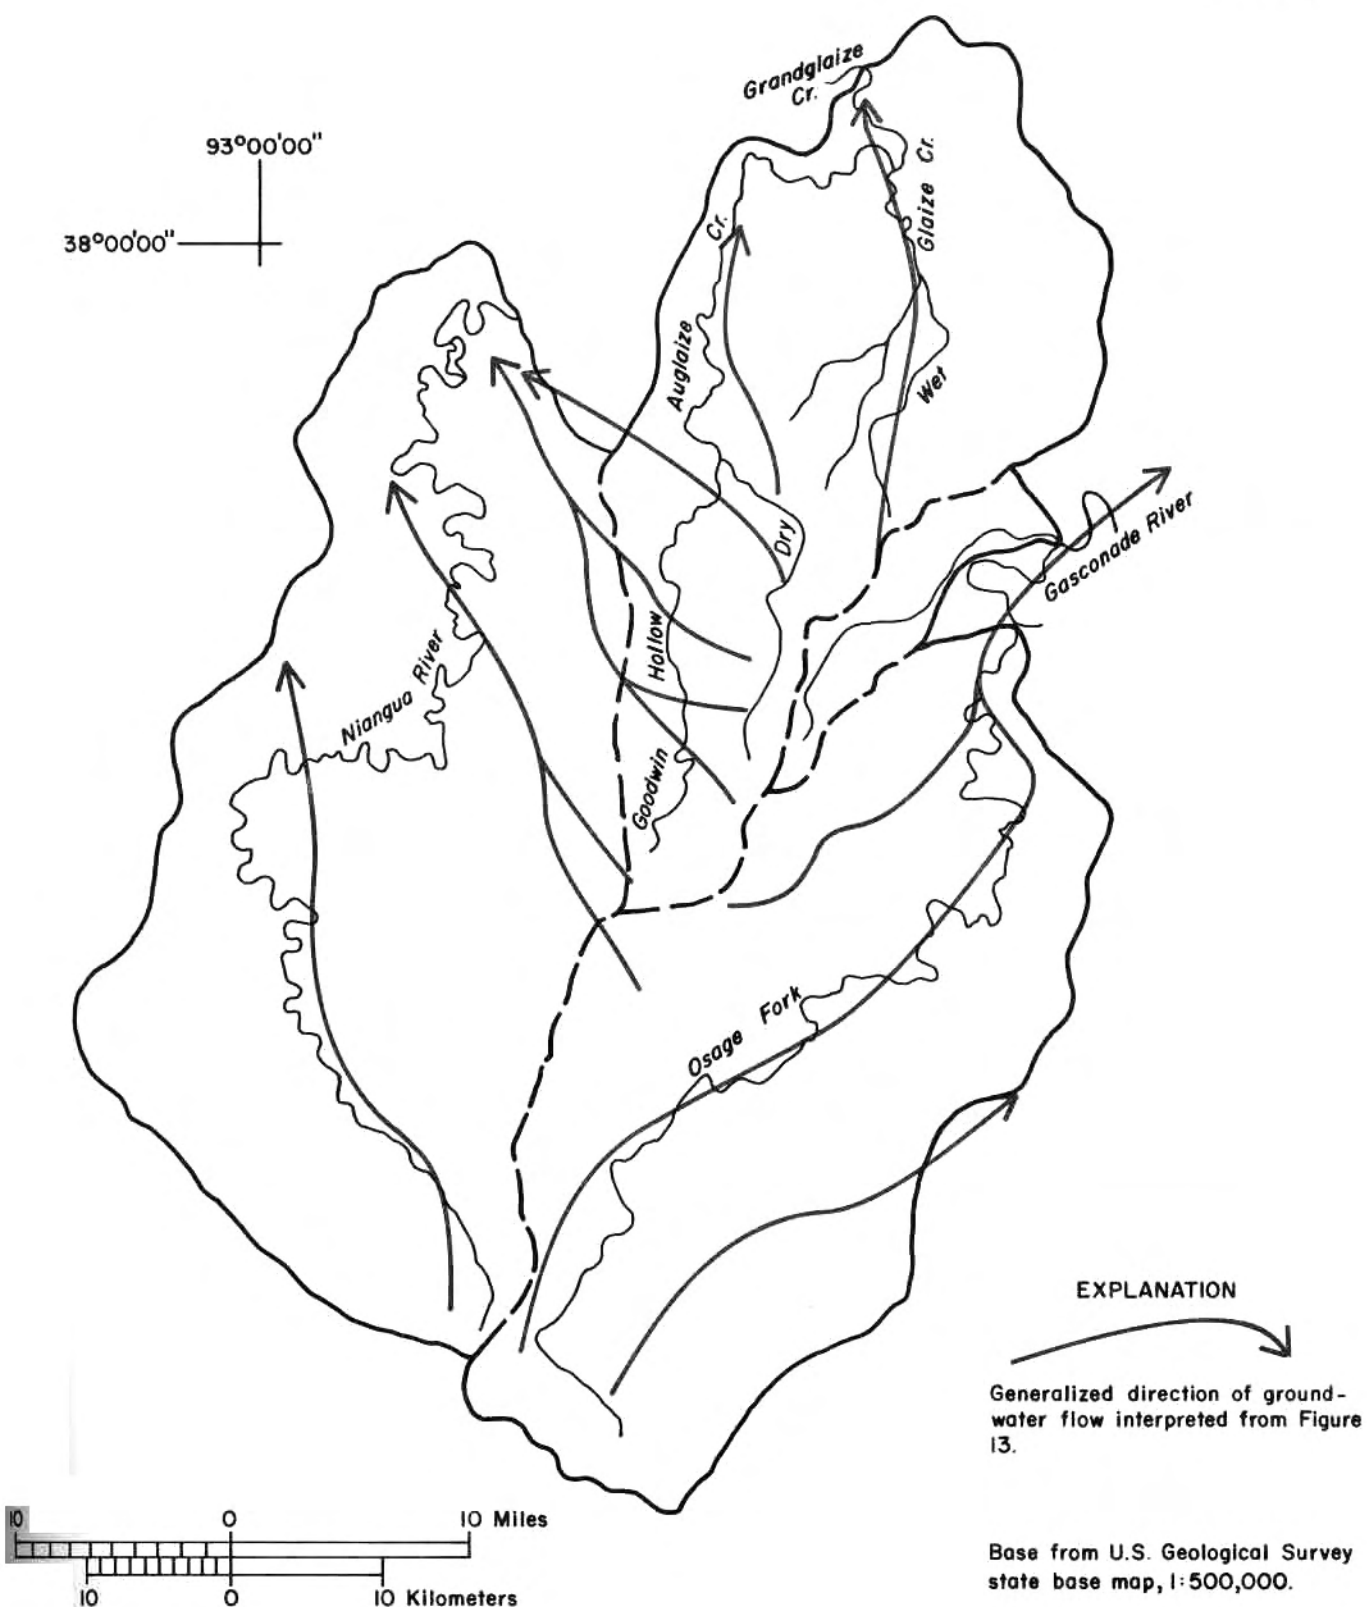 Grandglaize
Cr.
93°00'00"
38°00'00"
Glaize Cr.
Cr.
Auglaize
Wet
Dry
Gasconade River
Hollow
Niangua River
Goodwin
Osage Fork
EXPLANATION
Generalized direction of ground-
water flow interpreted from Figure
13.
10 0 10 Miles
10 0 10 Kilometers
Base from U.S. Geological Survey
state base map, 1:500,000.